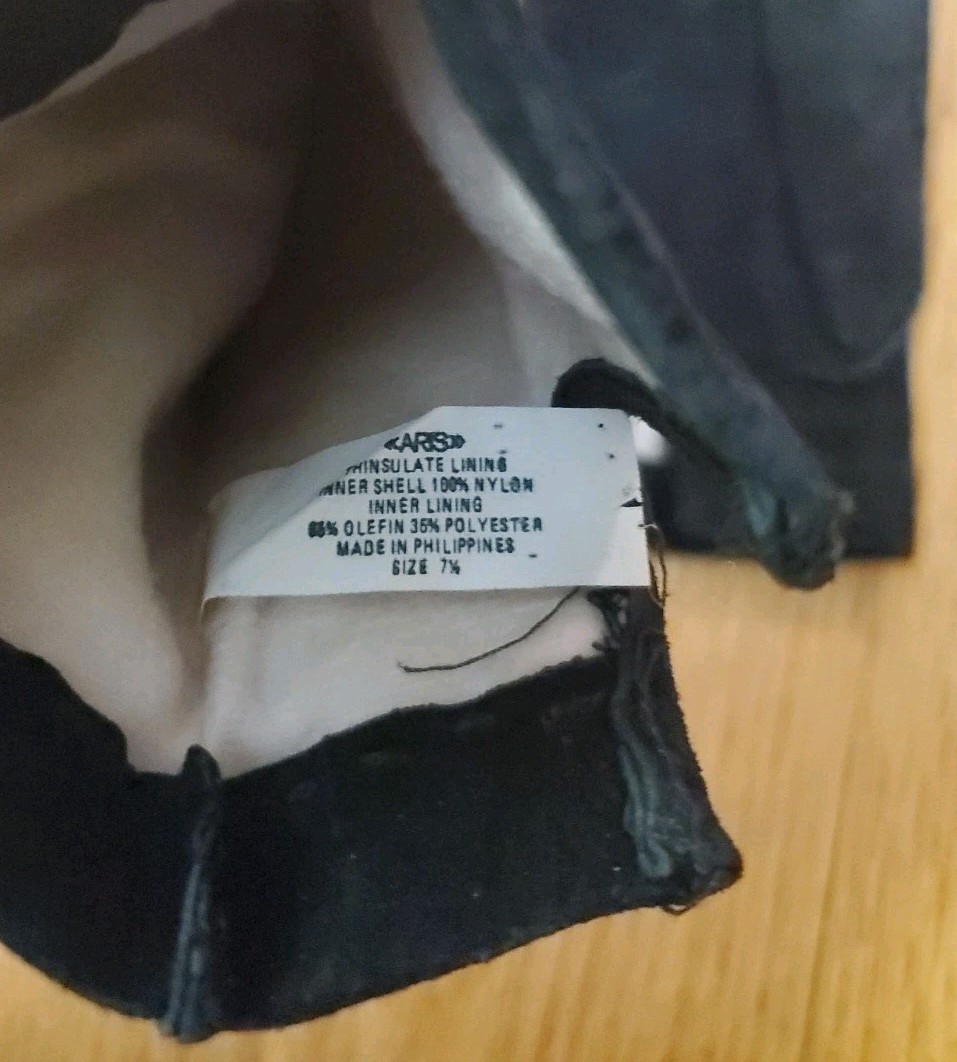 «ARIS»
THINSULATE LINING
INNER SHELL 100% NYLON
INNER LINING
65% OLEFIN 35% POLYESTER
MADE IN PHILIPPINES
SIZE 7½